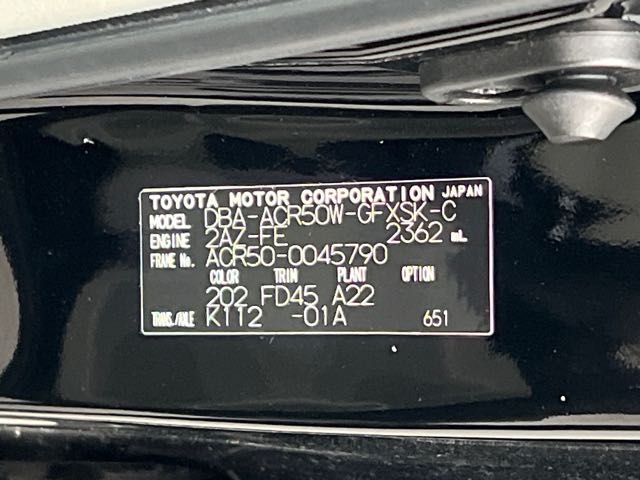 TOYOTA MOTOR CORPORATION JAPAN
MODEL DBA-ACR50W-GFXSK-C
ENGINE 2AZ-FE 2362 mL
FRAME No. ACR50-0045790
COLOR TRIM PLANT OPTION
202 FD45 A22
TRANS./AXLE K112 -01A 651